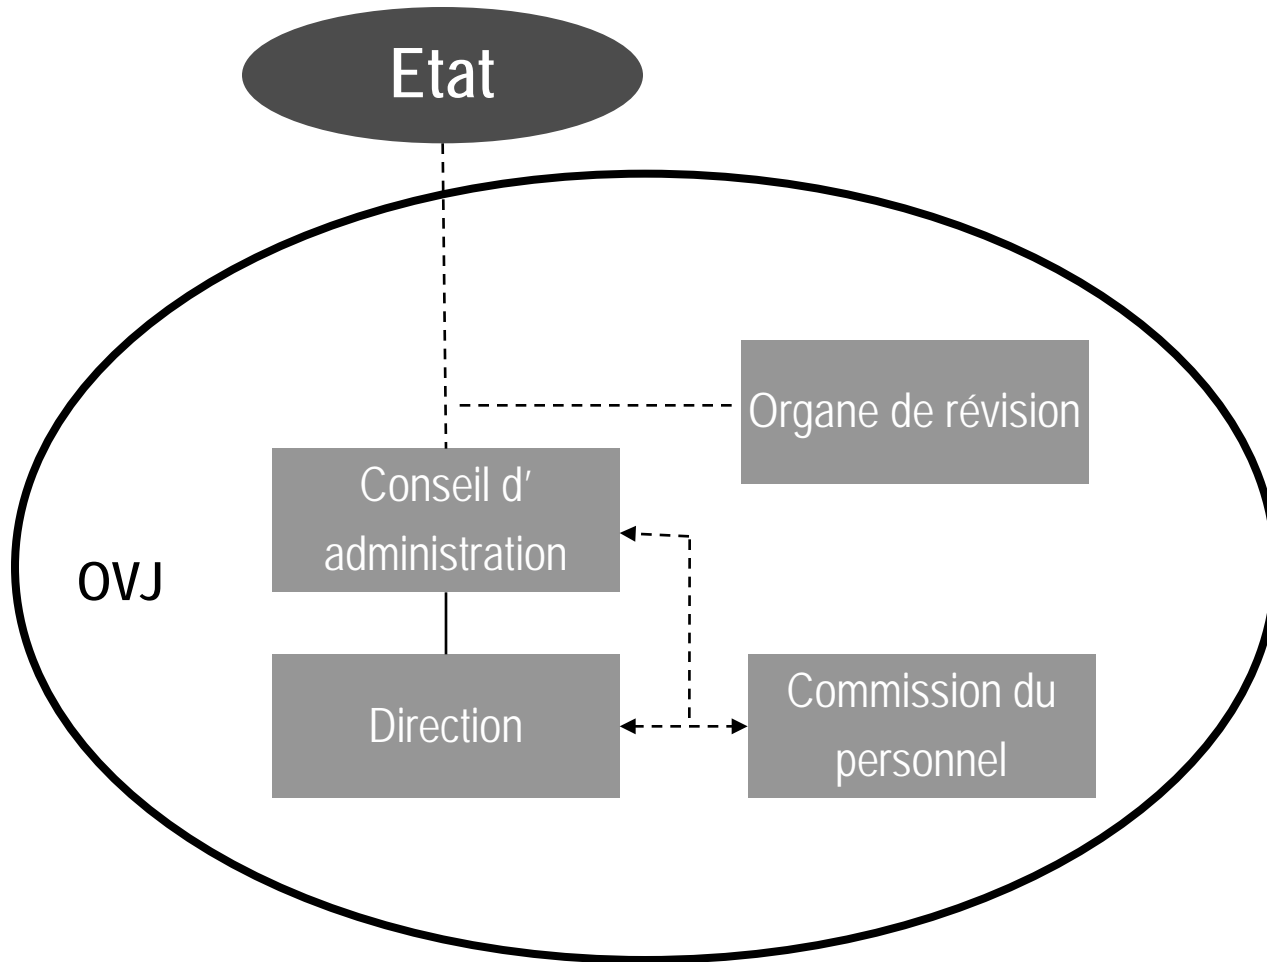 Etat
Organe de révision
Conseil d'
administration
OVJ
Direction
Commission du
personnel